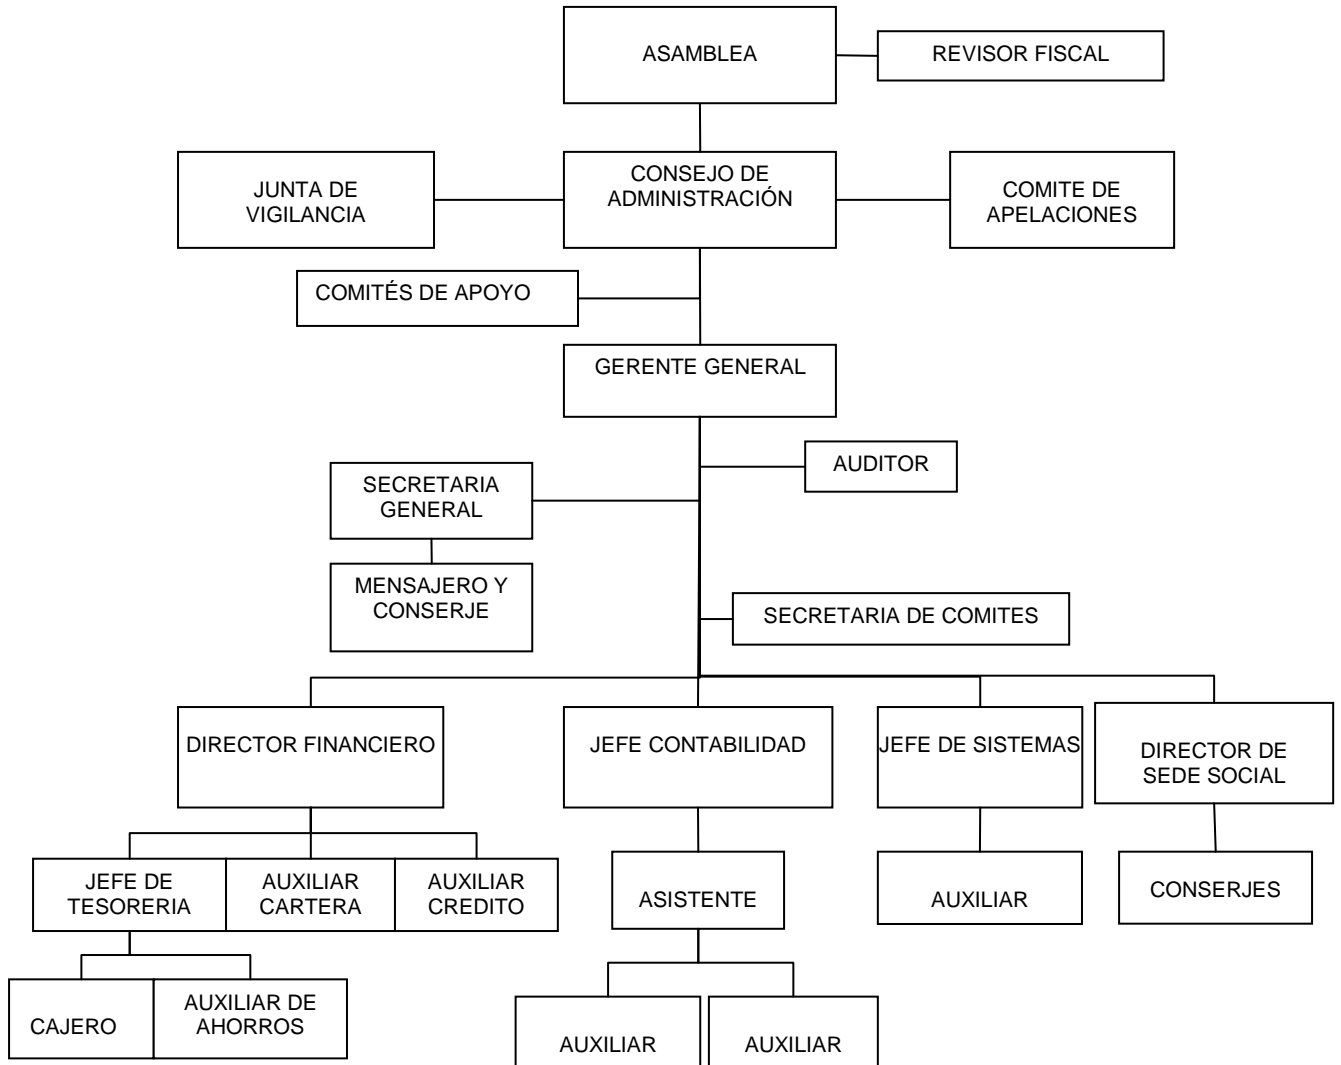 ASAMBLEA
REVISOR FISCAL
JUNTA DE
VIGILANCIA
CONSEJO DE
ADMINISTRACIÓN
COMITE DE
APELACIONES
COMITÉS DE APOYO
GERENTE GENERAL
AUDITOR
SECRETARIA
GENERAL
MENSAJERO Y
CONSERJE
SECRETARIA DE COMITES
DIRECTOR FINANCIERO
JEFE CONTABILIDAD
JEFE DE SISTEMAS
DIRECTOR DE
SEDE SOCIAL
JEFE DE
TESORERIA
AUXILIAR
CARTERA
AUXILIAR
CREDITO
ASISTENTE
AUXILIAR
CONSERJES
CAJERO
AUXILIAR DE
AHORROS
AUXILIAR
AUXILIAR